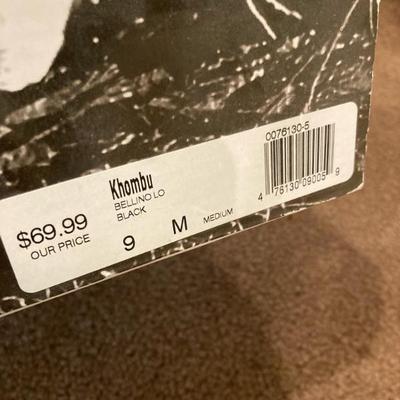 0076130-5
Khombu
BELLINO LO
BLACK
$69.99
OUR PRICE
9 M MEDIUM
4 76130 09005 9